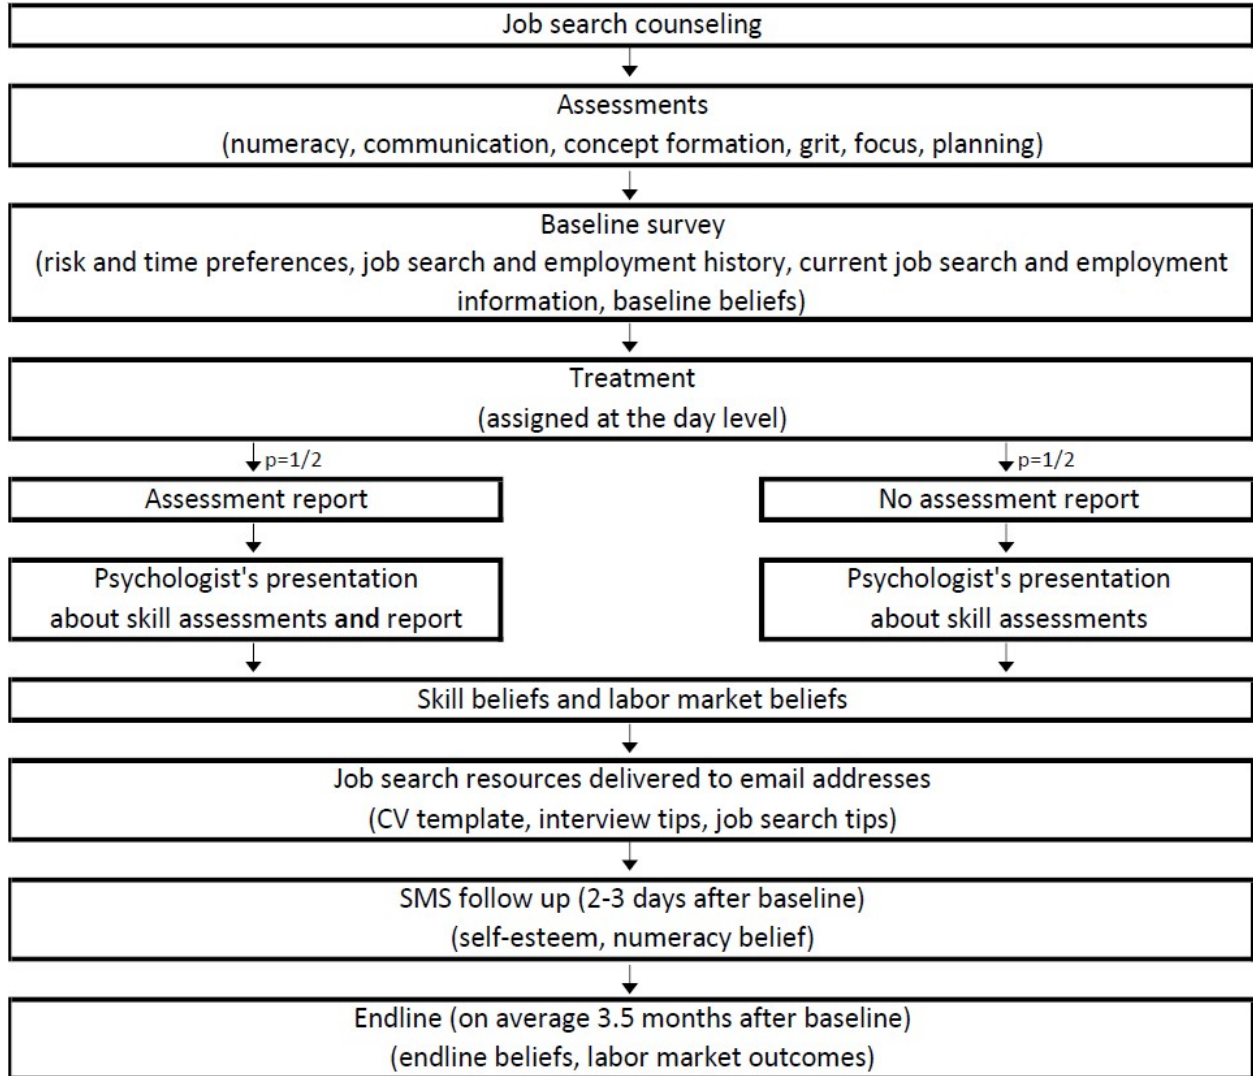 Job search counseling
Assessments
(numeracy, communication, concept formation, grit, focus, planning)
Baseline survey
(risk and time preferences, job search and employment history, current job search and employment
information, baseline beliefs)
Treatment
(assigned at the day level)
p=1/2
p=1/2
Assessment report
No assessment report
Psychologist's presentation
about skill assessments and report
Psychologist's presentation
about skill assessments
Skill beliefs and labor market beliefs
Job search resources delivered to email addresses
(CV template, interview tips, job search tips)
SMS follow up (2-3 days after baseline)
(self-esteem, numeracy belief)
Endline (on average 3.5 months after baseline)
(endline beliefs, labor market outcomes)